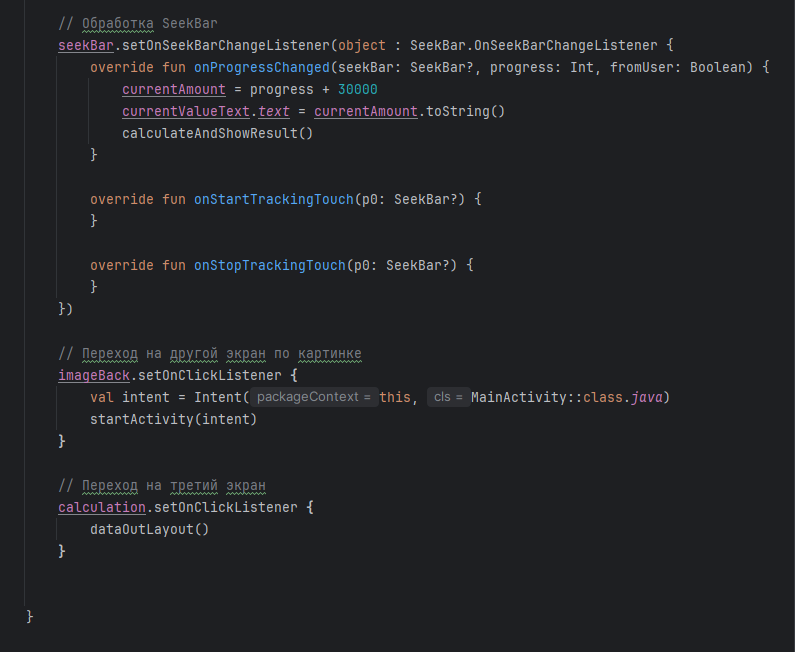 // Обработка SeekBar
seekBar.setOnSeekBarChangeListener(object : SeekBar.OnSeekBarChangeListener {
override fun onProgressChanged(seekBar: SeekBar?, progress: Int, fromUser: Boolean) {
currentAmount = progress + 30000
currentValueText.text = currentAmount.toString()
calculateAndShowResult()
}
override fun onStartTrackingTouch(p0: SeekBar?) {
}
override fun onStopTrackingTouch(p0: SeekBar?) {
}
})
// Переход на другой экран по картинке
imageBack.setOnClickListener {
val intent = Intent( packageContext = this, cls = MainActivity::class.java)
startActivity(intent)
}
// Переход на третий экран
calculation.setOnClickListener {
dataOutLayout()
}
}